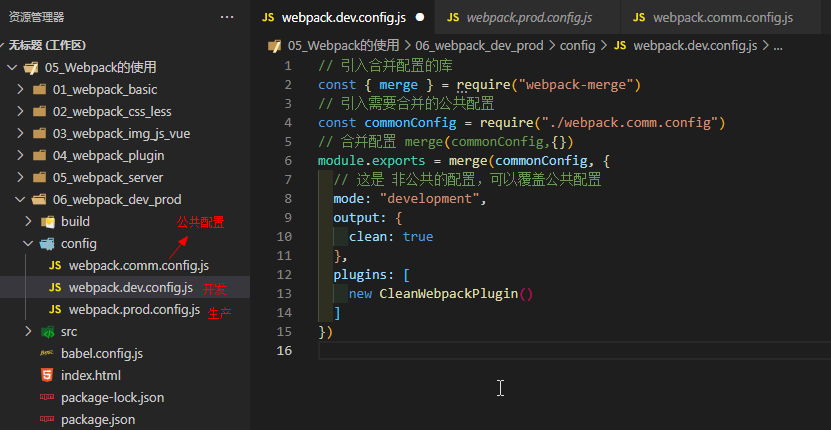 资源管理器
···
无标题 (工作区)
05_Webpack的使用
01_webpack_basic
02_webpack_css_less
03_webpack_img_js_vue
04_webpack_plugin
05_webpack_server
06_webpack_dev_prod
build
公共配置
config
JS webpack.comm.config.js
JS webpack.dev.config.js 开发
JS webpack.prod.config.js 生产
src
babel.config.js
index.html
package-lock.json
package.json
JS webpack.dev.config.js ● JS webpack.prod.config.js JS webpack.comm.config.js
05_Webpack的使用 > 06_webpack_dev_prod > config > JS webpack.dev.config.js > ...
1 // 引入合并配置的库
2 const { merge } = require("webpack-merge")
3 // 引入需要合并的公共配置
4 const commonConfig = require("./webpack.comm.config")
5 // 合并配置 merge(commonConfig,{})
6 module.exports = merge(commonConfig, {
7 // 这是 非公共的配置，可以覆盖公共配置
8 mode: "development",
9 output: {
10 clean: true
11 },
12 plugins: [
13 new CleanWebpackPlugin()
14 ]
15 })
16